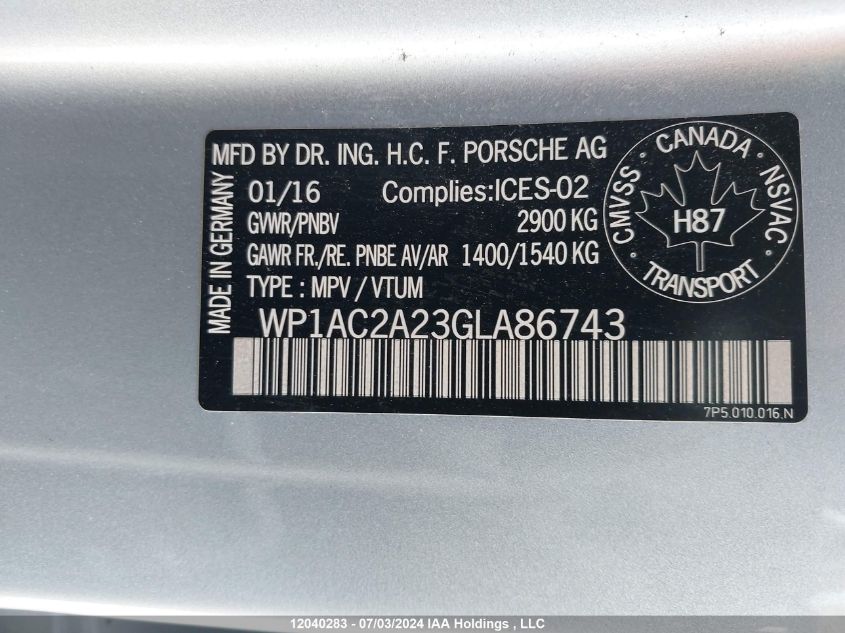 MFD BY DR. ING. H.C. F. PORSCHE AG
01/16 Complies:ICES-02
GVWR/PNBV 2900 KG
GAWR FR./RE. PNBE AV/AR 1400/1540 KG
TYPE : MPV / VTUM
WP1AC2A23GLA86743
MADE IN GERMANY
CMVSS · CANADA · NSVAC · TRANSPORT ·
H87
7P5.010.016.N
12040283 - 07/03/2024 IAA Holdings , LLC